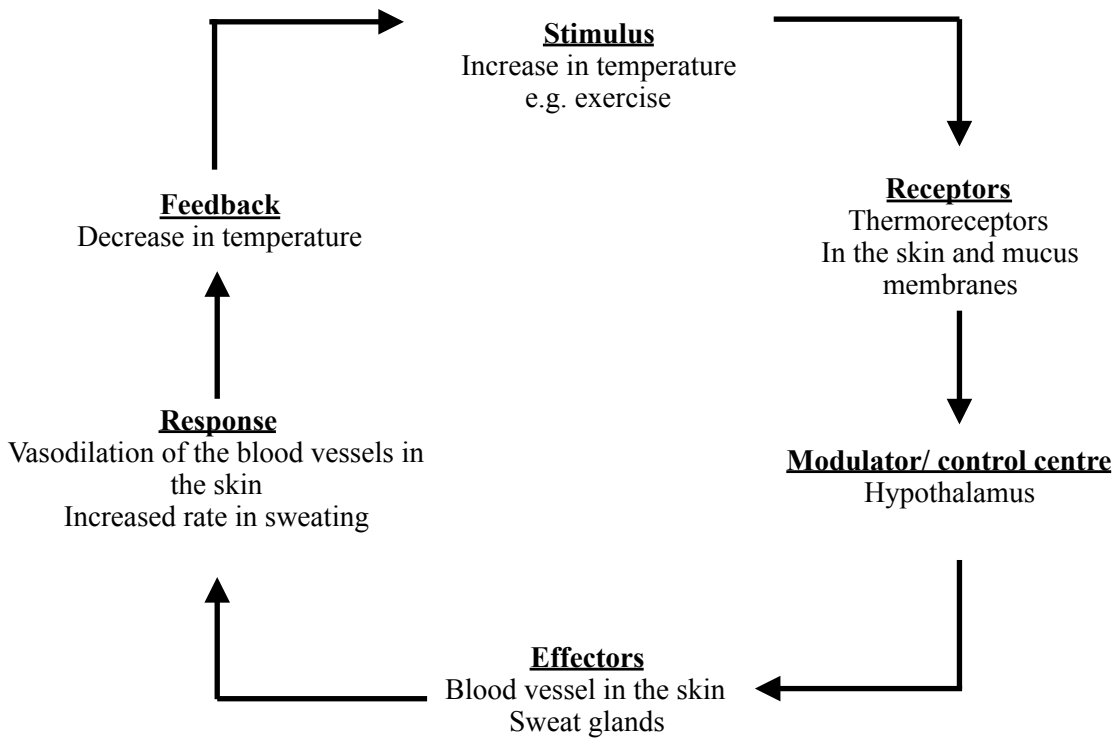 Stimulus
Increase in temperature
e.g. exercise
Receptors
Thermoreceptors
In the skin and mucus
membranes
Modulator/ control centre
Hypothalamus
Effectors
Blood vessel in the skin
Sweat glands
Response
Vasodilation of the blood vessels in
the skin
Increased rate in sweating
Feedback
Decrease in temperature